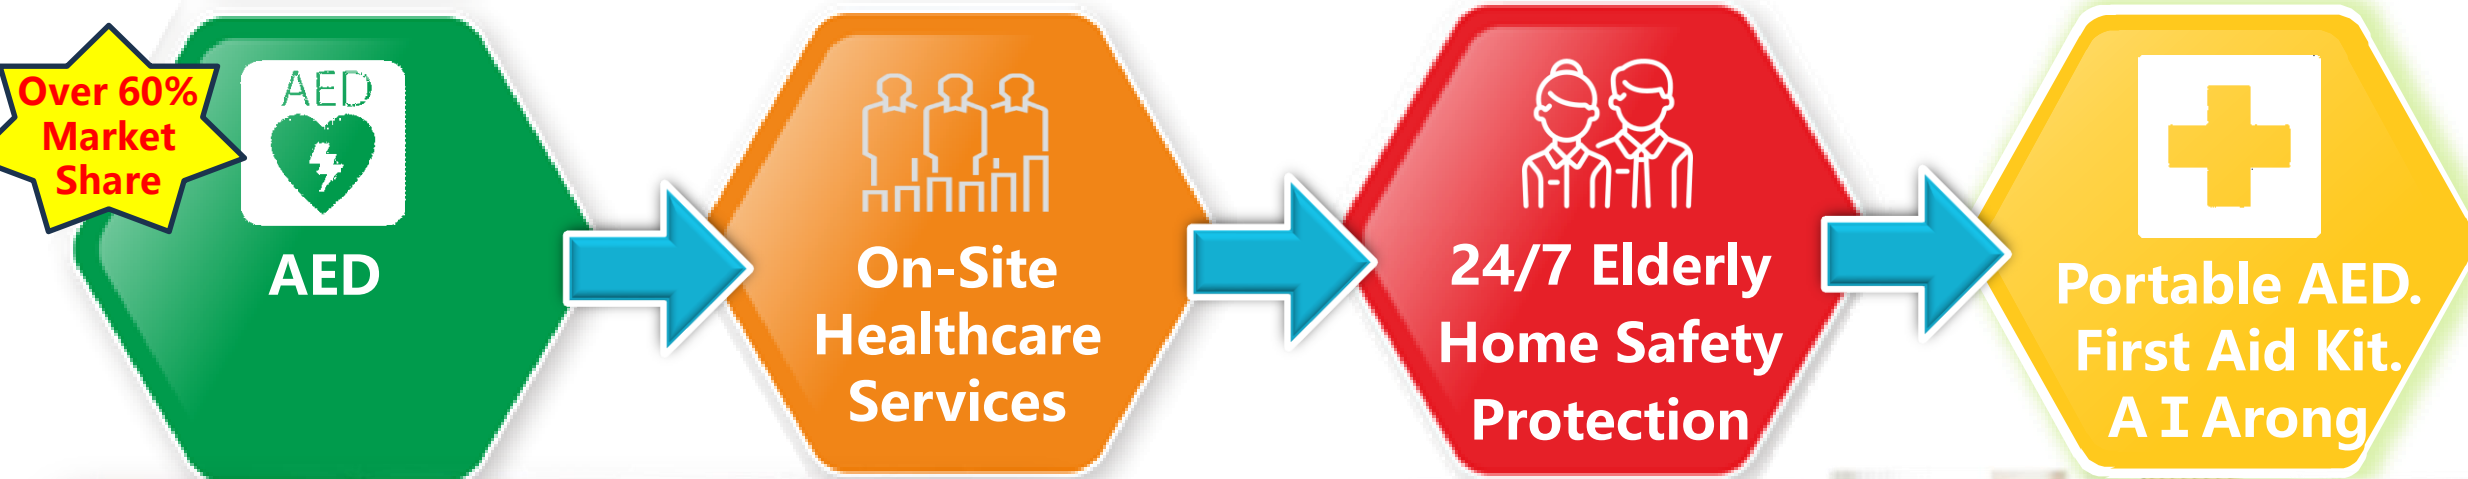 Over 60%
Market
Share
AED
AED
On-Site
Healthcare
Services
24/7 Elderly
Home Safety
Protection
Portable AED.
First Aid Kit.
A I Arong